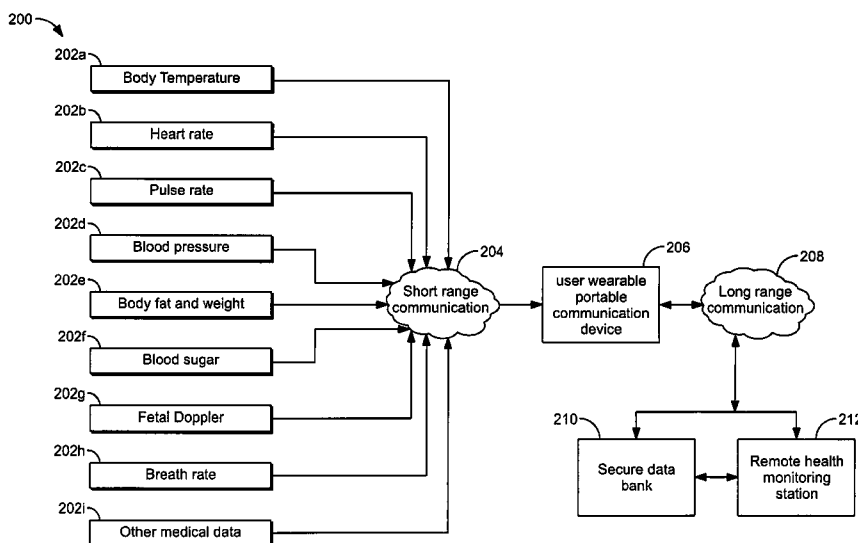 200
202a
Body Temperature
202b
Heart rate
202c
Pulse rate
202d
Blood pressure
202e
Body fat and weight
202f
Blood sugar
202g
Fetal Doppler
202h
Breath rate
202i
Other medical data
204
Short range
communication
206
user wearable
portable
communication
device
208
Long range
communication
210
Secure data
bank
212
Remote health
monitoring
station